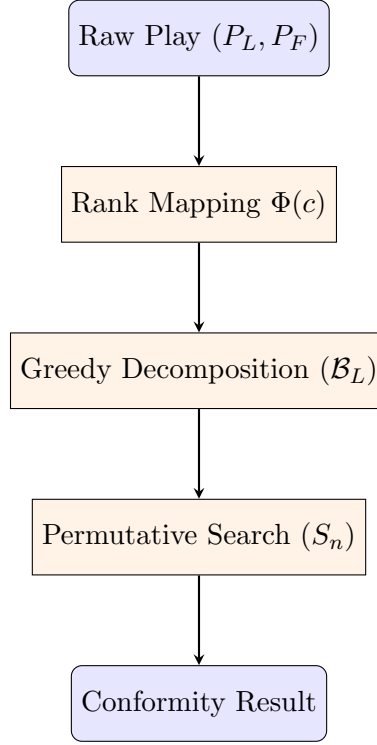 Raw Play (P_L, P_F)
Rank Mapping Φ(c)
Greedy Decomposition (𝓑_L)
Permutative Search (S_n)
Conformity Result